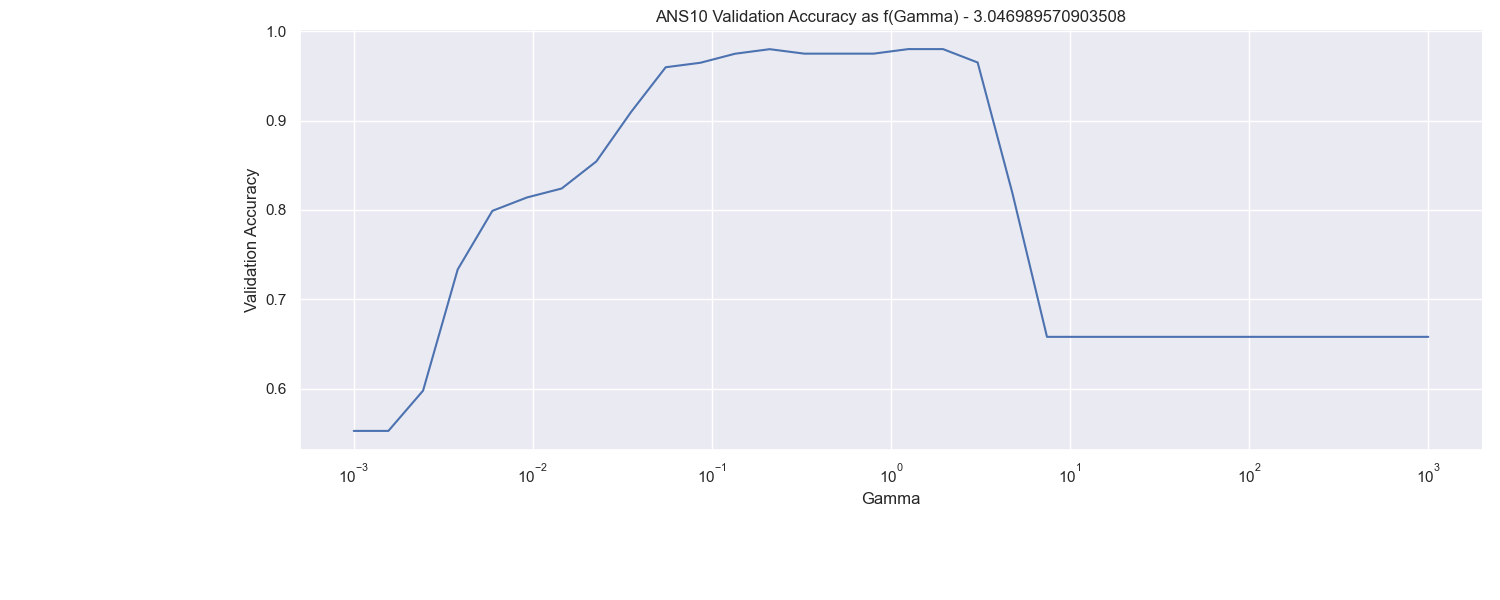 ANS10 Validation Accuracy as f(Gamma) - 3.046989570903508
1.0
0.9
0.8
0.7
0.6
Validation Accuracy
10⁻³ 10⁻² 10⁻¹ 10⁰ 10¹ 10² 10³
Gamma